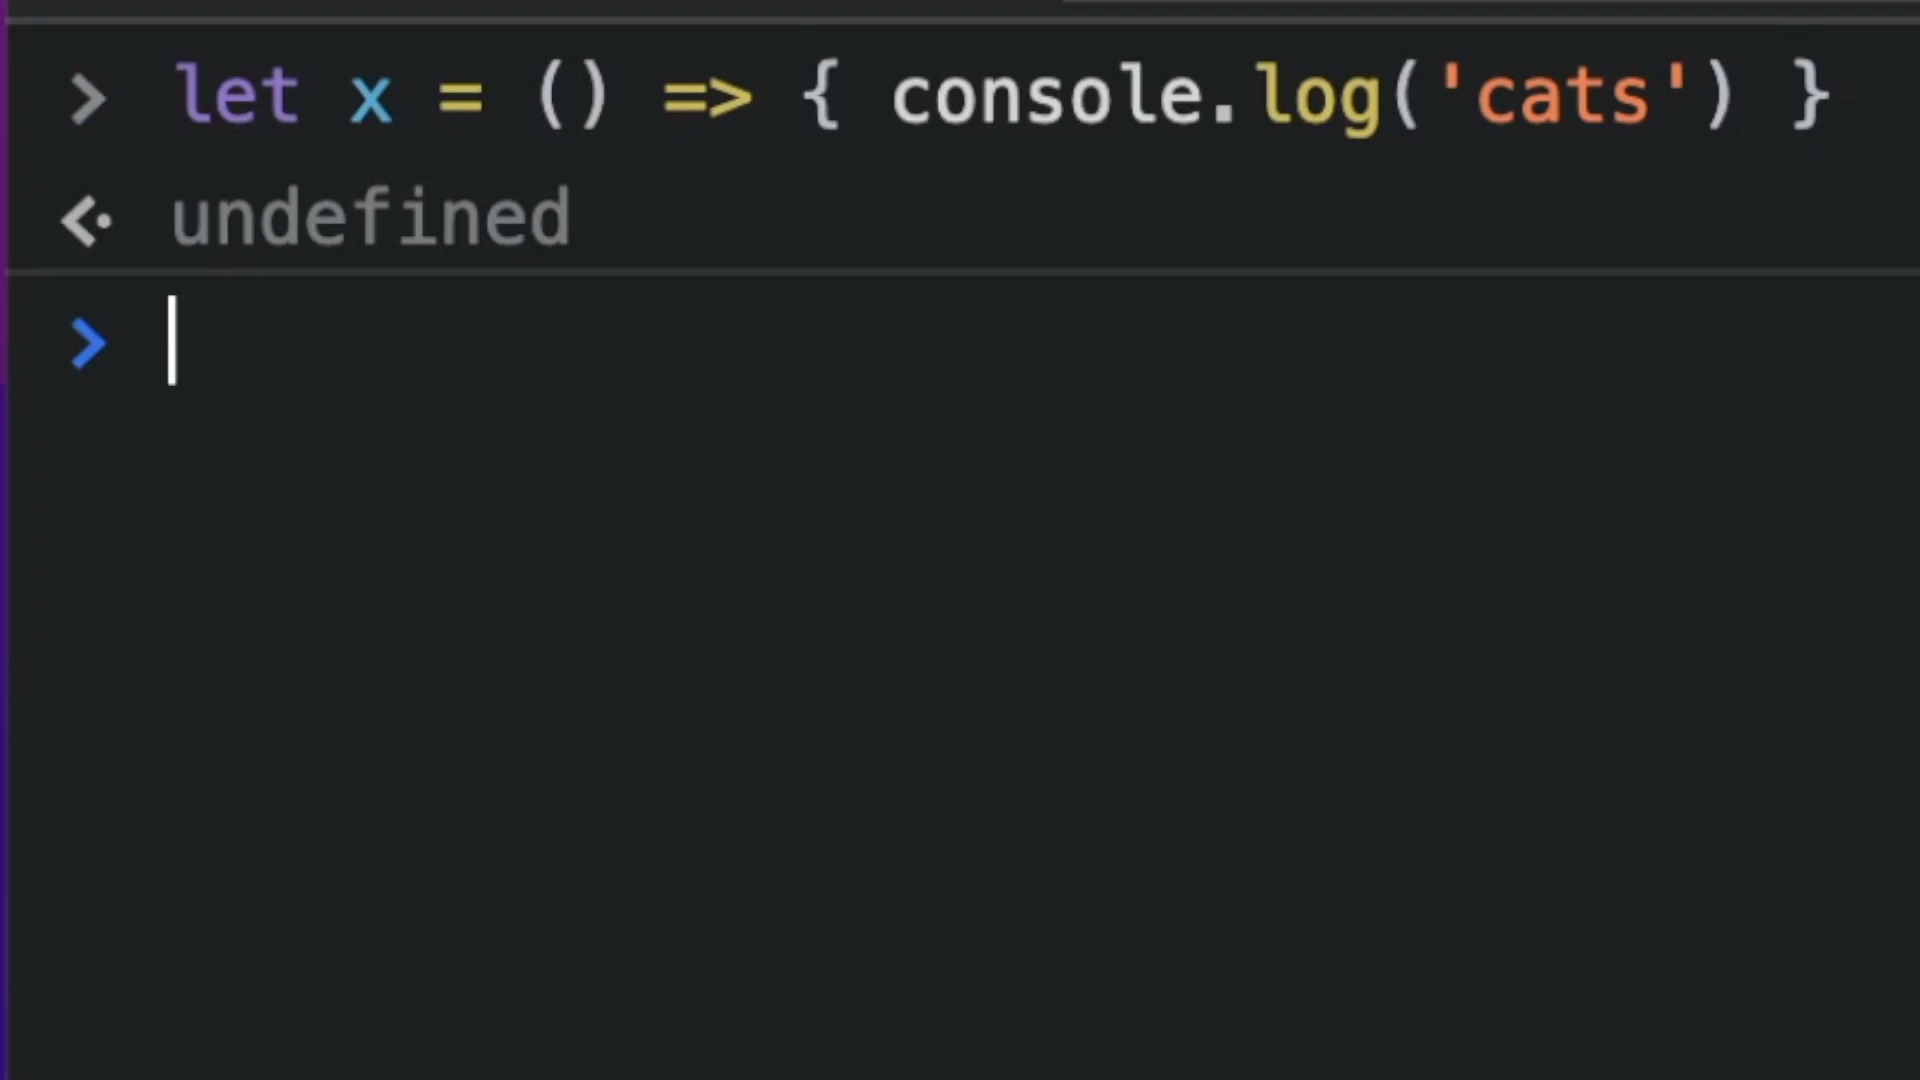 > let x = () => { console.log('cats') }
undefined
>